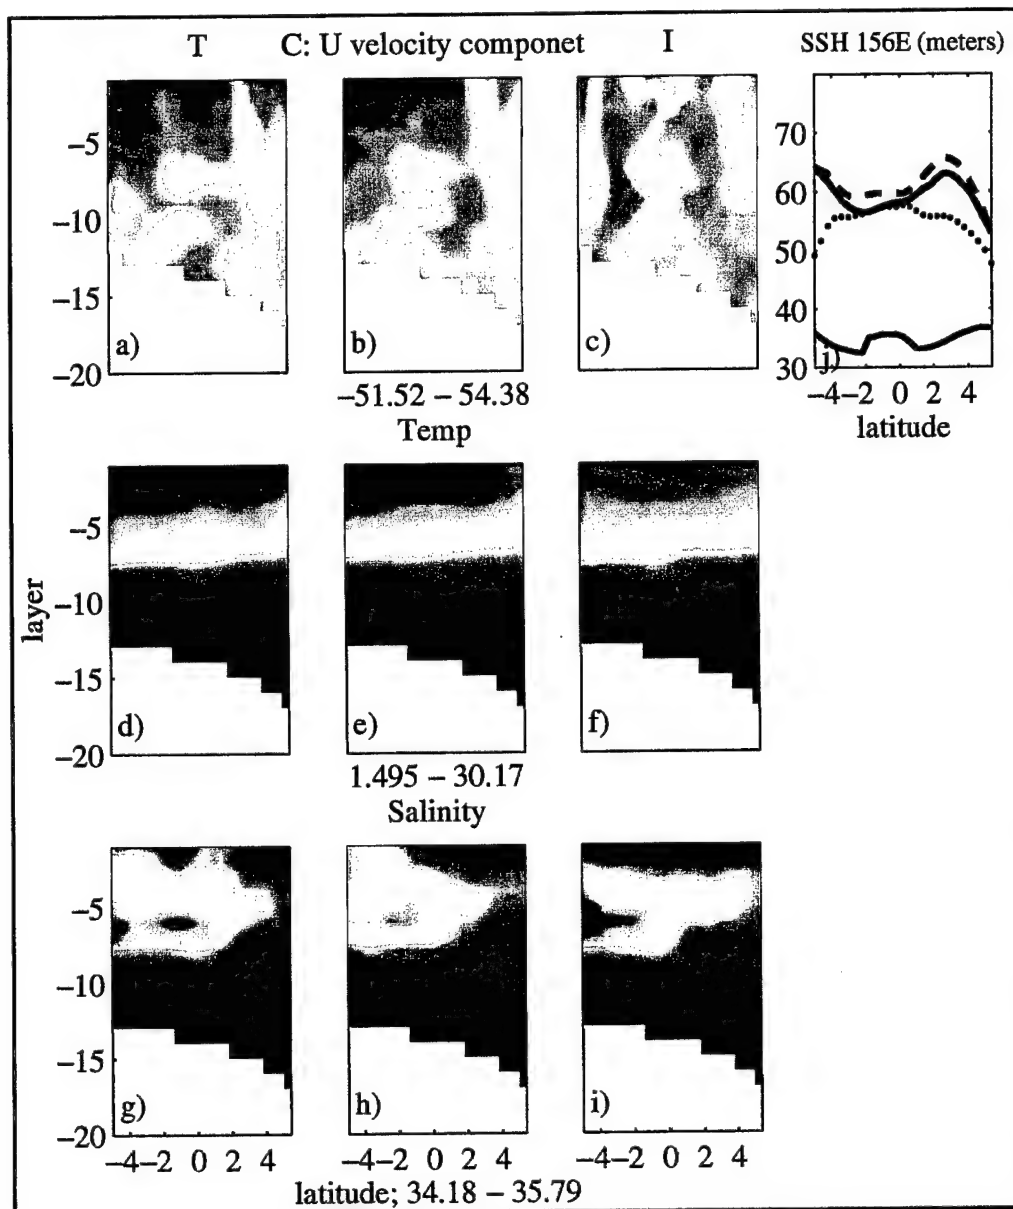 T C: U velocity componet I SSH 156E (meters)
−5
−10
−15
−20
a)
b)
c)
70
60
50
40
30
j)
−4 −2 0 2 4
latitude
−51.52 − 54.38
Temp
layer
−5
−10
−15
−20
d)
e)
f)
1.495 − 30.17
Salinity
−5
−10
−15
−20
g)
h)
i)
−4 −2 0 2 4 −4 −2 0 2 4 −4 −2 0 2 4
latitude; 34.18 − 35.79